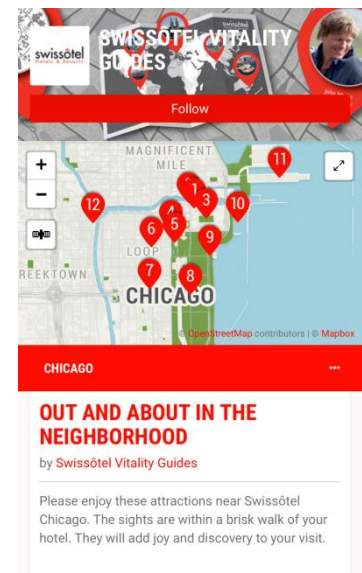 swissôtel
Hotels & Resorts
SWISSÔTEL VITALITY
GUIDES
Follow
MAGNIFICENT
MILE
11
+
−
12
1
3
10
4
6
5
9
LOOP
REEKTOWN
7
8
CHICAGO
© OpenStreetMap contributors | © Mapbox
CHICAGO
...
OUT AND ABOUT IN THE
NEIGHBORHOOD
by Swissôtel Vitality Guides
Please enjoy these attractions near Swissôtel
Chicago. The sights are within a brisk walk of your
hotel. They will add joy and discovery to your visit.